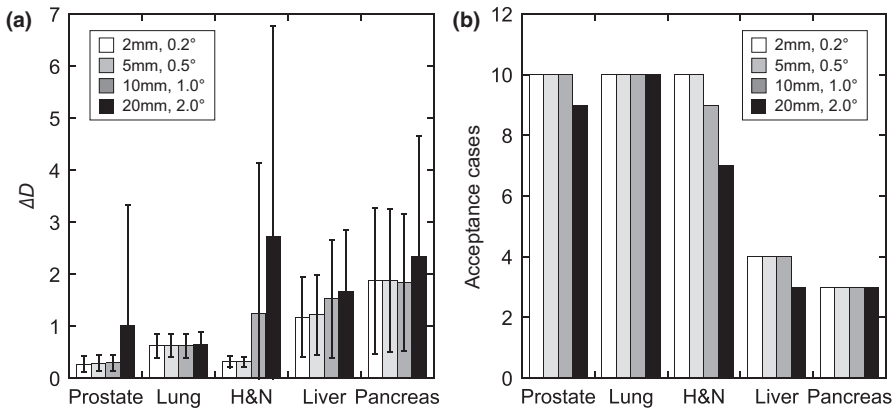 (a)
7
6
5
4
3
2
1
0
ΔD
2mm, 0.2°
5mm, 0.5°
10mm, 1.0°
20mm, 2.0°
Prostate Lung H&N Liver Pancreas
(b)
12
10
8
6
4
2
0
Acceptance cases
2mm, 0.2°
5mm, 0.5°
10mm, 1.0°
20mm, 2.0°
Prostate Lung H&N Liver Pancreas